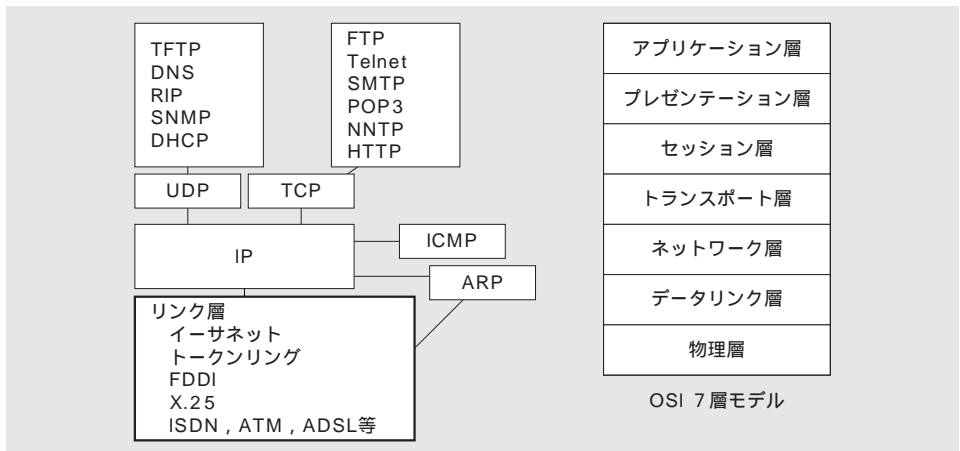 TFTP
DNS
RIP
SNMP
DHCP
FTP
Telnet
SMTP
POP3
NNTP
HTTP
UDP
TCP
IP
ICMP
ARP
リンク層
イーサネット
トークンリング
FDDI
X.25
ISDN，ATM，ADSL等
アプリケーション層
プレゼンテーション層
セッション層
トランスポート層
ネットワーク層
データリンク層
物理層
OSI 7層モデル